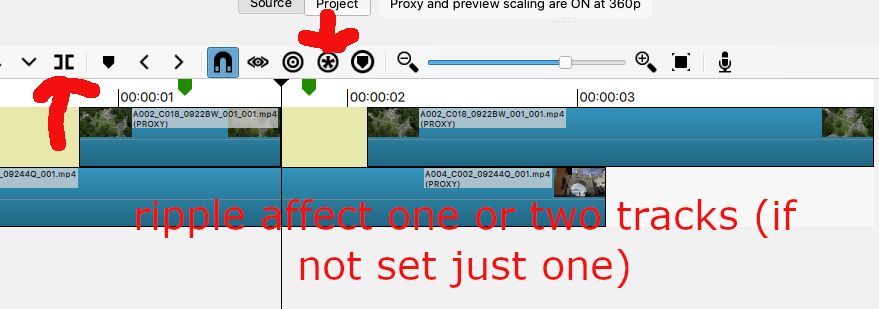 Source Project Proxy and preview scaling are ON at 360p
00:00:01 00:00:02 00:00:03
A002_C018_0922BW_001_001.mp4 A002_C018_0922BW_001_001.mp4
(PROXY) (PROXY)
_09244Q_001.mp4 A004_C002_09244Q_001.mp4
(PROXY)
ripple affect one or two tracks (if
not set just one)